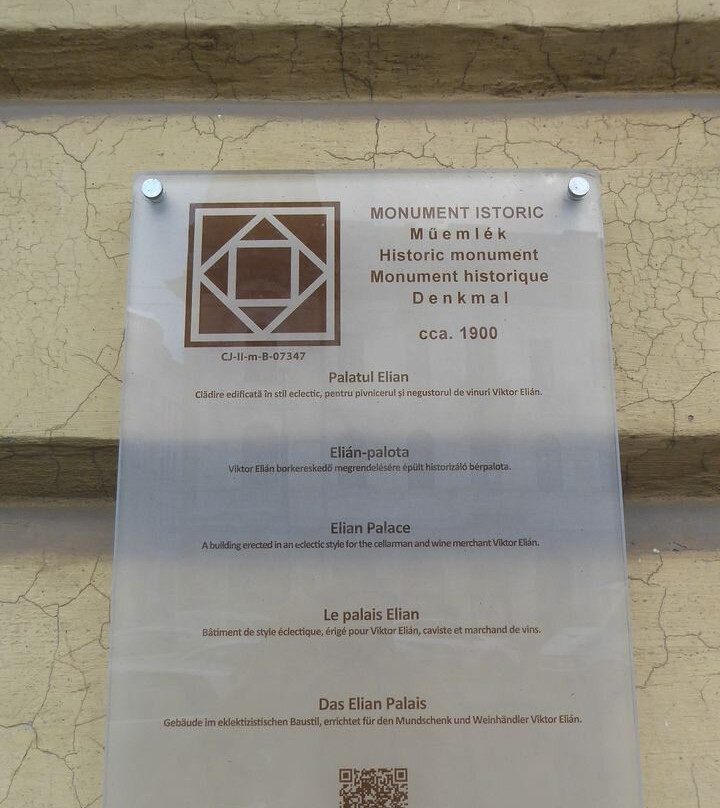 MONUMENT ISTORIC
Műemlék
Historic monument
Monument historique
Denkmal
cca. 1900
CJ-II-m-B-07347
Palatul Elian
Clădire edificată în stil eclectic, pentru pivnicerul și negustorul de vinuri Viktor Elián.
Elián-palota
Viktor Elián borkereskedő megrendelésére épült historizáló bérpalota.
Elian Palace
A building erected in an eclectic style for the cellarman and wine merchant Viktor Elián.
Le palais Elian
Bâtiment de style éclectique, érigé pour Viktor Elián, caviste et marchand de vins.
Das Elian Palais
Gebäude im eklektizistischen Baustil, errichtet für den Mundschenk und Weinhändler Viktor Elián.